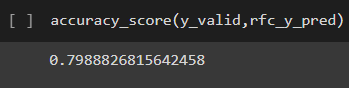 [ ] accuracy_score(y_valid,rfc_y_pred)
0.7988826815642458